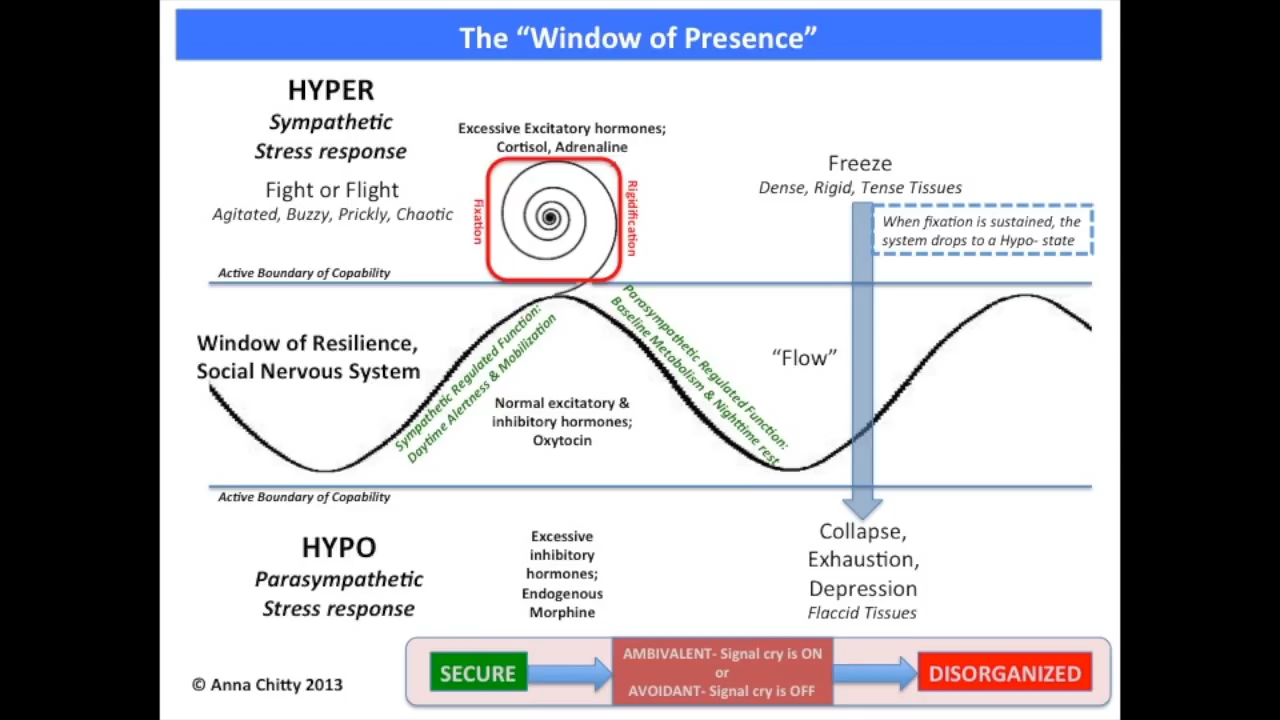 The “Window of Presence”
HYPER
Sympathetic
Stress response
Fight or Flight
Agitated, Buzzy, Prickly, Chaotic
Excessive Excitatory hormones;
Cortisol, Adrenaline
Fixation
Rigidification
Freeze
Dense, Rigid, Tense Tissues
When fixation is sustained, the
system drops to a Hypo- state
Active Boundary of Copability
Window of Resilience,
Social Nervous System
Sympathetic Regulated Function:
Daytime Alertness & Mobilization
Parasympathetic Regulated Function:
Baseline Metabolism & Nighttime rest
Normal excitatory &
inhibitory hormones;
Oxytocin
“Flow”
Active Boundary of Copability
HYPO
Parasympathetic
Stress response
Excessive
inhibitory
hormones;
Endogenous
Morphine
Collapse,
Exhaustion,
Depression
Flaccid Tissues
© Anna Chitty 2013
SECURE
AMBIVALENT- Signal cry is ON
or
AVOIDANT- Signal cry is OFF
DISORGANIZED